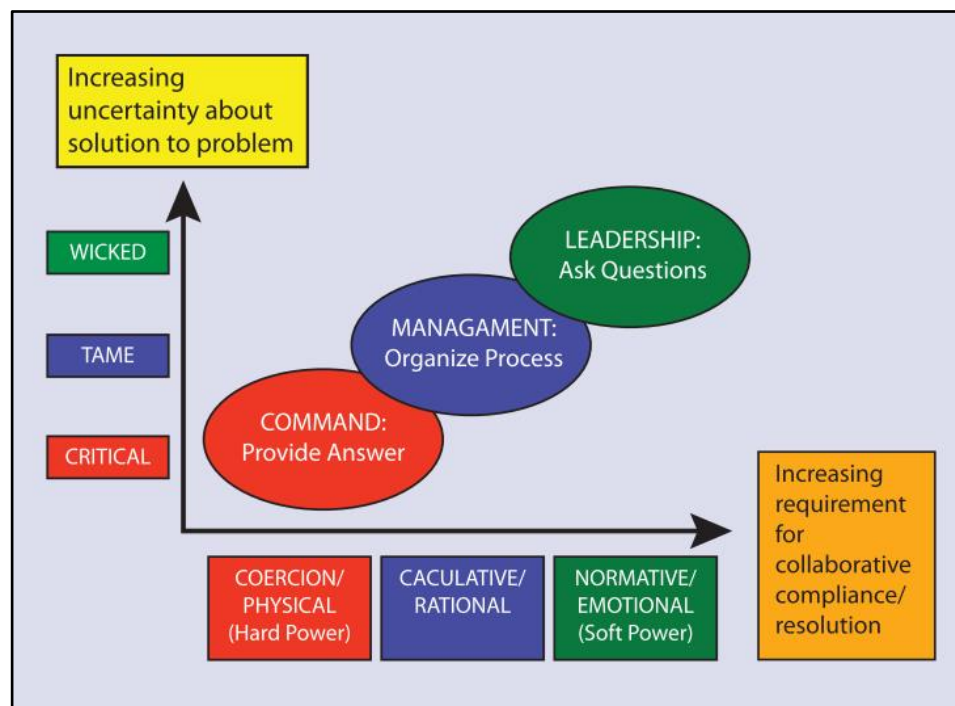 Increasing
uncertainty about
solution to problem
WICKED
TAME
CRITICAL
LEADERSHIP:
Ask Questions
MANAGAMENT:
Organize Process
COMMAND:
Provide Answer
COERCION/
PHYSICAL
(Hard Power)
CACULATIVE/
RATIONAL
NORMATIVE/
EMOTIONAL
(Soft Power)
Increasing
requirement
for
collaborative
compliance/
resolution